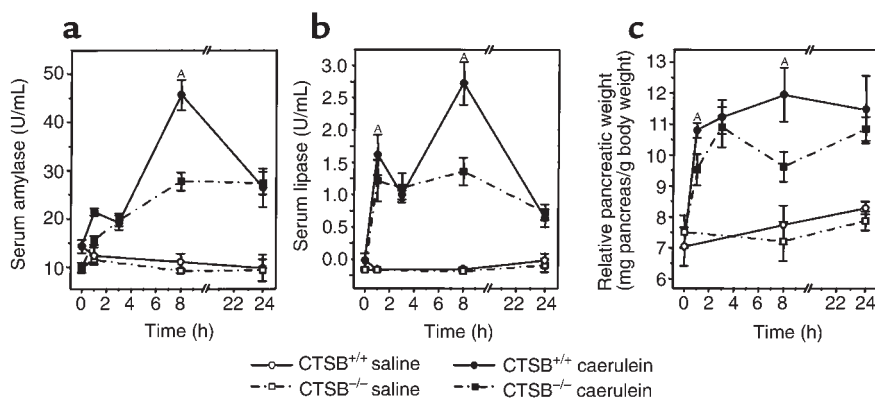 a
Serum amylase (U/mL)
50
40
30
20
10
A
0 2 4 6 8 22 24
Time (h)
b
Serum lipase (U/mL)
3.0
2.5
2.0
1.5
1.0
0.5
0.0
A
A
0 2 4 6 8 22 24
Time (h)
c
Relative pancreatic weight
(mg pancreas/g body weight)
13
12
11
10
9
8
7
6
A
A
0 2 4 6 8 22 24
Time (h)
CTSB+/+ saline
CTSB+/+ caerulein
CTSB−/− saline
CTSB−/− caerulein